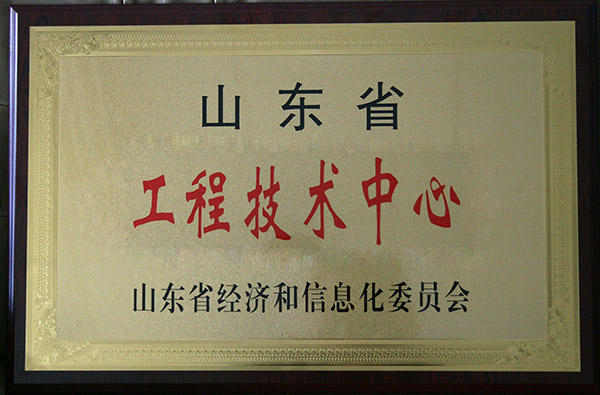 山东省
工程技术中心
山东省经济和信息化委员会